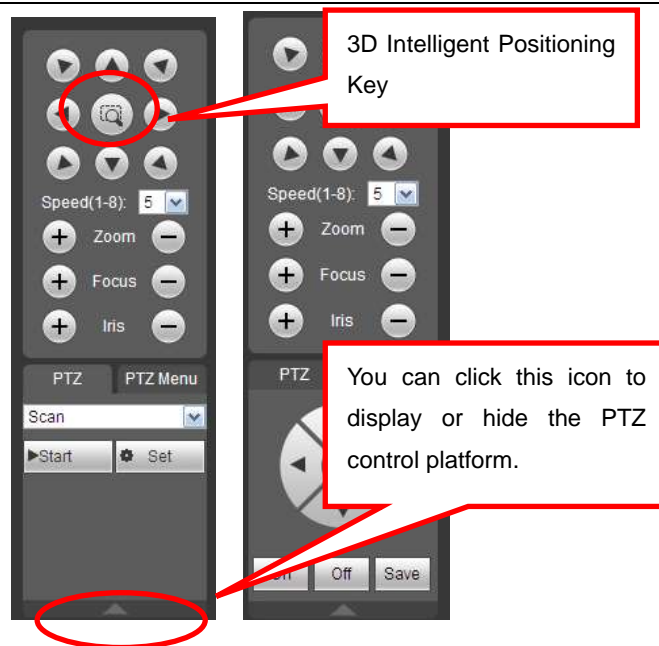 3D Intelligent Positioning
Key
Speed(1-8): 5
Zoom
Focus
Iris
PTZ PTZ Menu
Scan
Start Set
Speed(1-8): 5
Zoom
Focus
Iris
PTZ
You can click this icon to
display or hide the PTZ
control platform.
Off Save